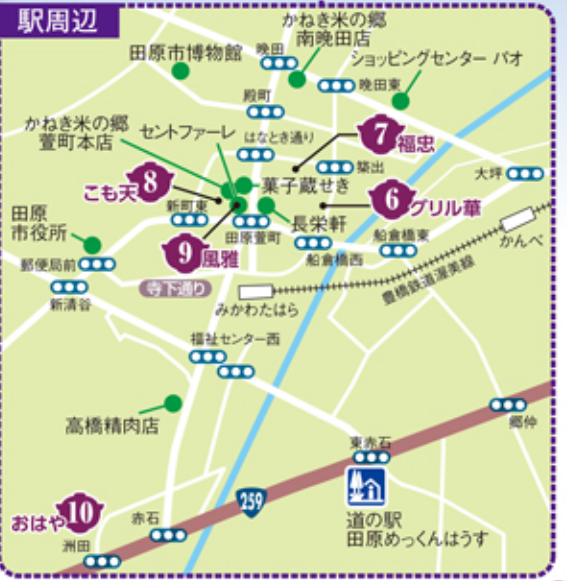 駅周辺
かねき米の郷
南晩田店
田原市博物館
晩田
ショッピングセンター パオ
晩田東
殿町
かねき米の郷
萱町本店
セントファーレ
はなとき通り
7
福忠
築出
大坪
8
こも天
菓子蔵せき
6
グリル華
新町東
長栄軒
田原
市役所
9
風雅
田原萱町
船倉橋東
かんべ
郵便局前
船倉橋西
新清谷
寺下通り
豊橋鉄道渥美線
みかわたはら
福祉センター西
高橋精肉店
郷仲
東赤石
259
10
おはや
赤石
道の駅
田原めっくんはうす
洲田